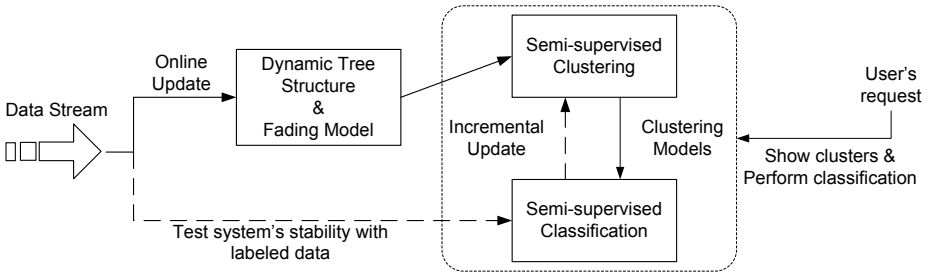 Data Stream
Online
Update
Dynamic Tree
Structure
&
Fading Model
Semi-supervised
Clustering
Incremental
Update
Clustering
Models
Semi-supervised
Classification
Test system's stability with
labeled data
User's
request
Show clusters &
Perform classification